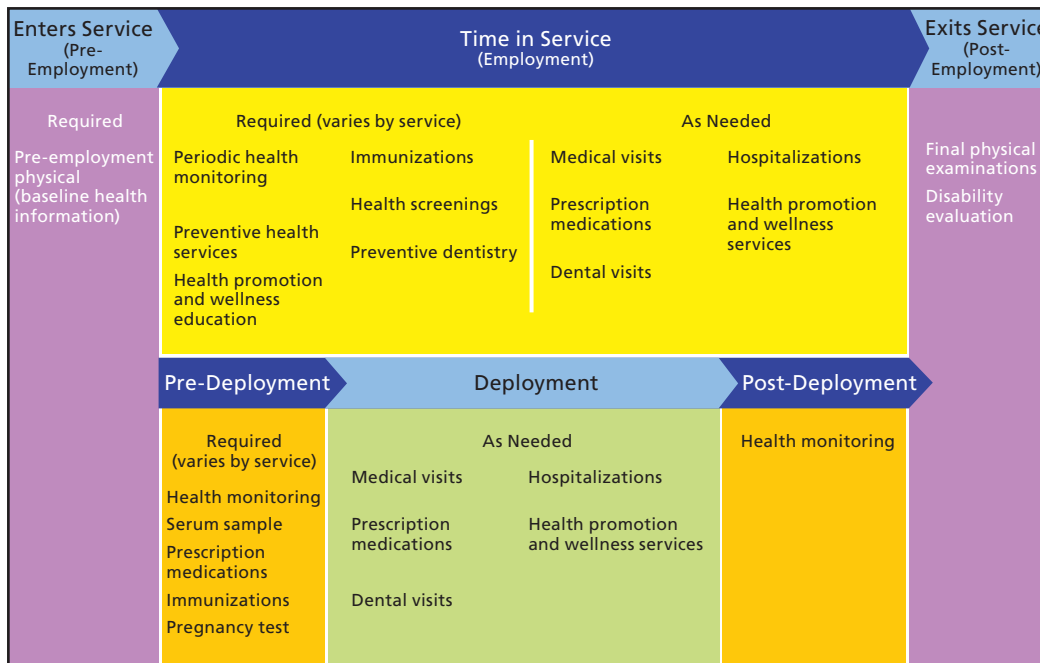 Enters Service
(Pre-
Employment)
Time in Service
(Employment)
Exits Service
(Post-
Employment)
Required
Pre-employment
physical
(baseline health
information)
Required (varies by service)
Periodic health
monitoring
Preventive health
services
Health promotion
and wellness
education
Immunizations
Health screenings
Preventive dentistry
As Needed
Medical visits
Prescription
medications
Dental visits
Hospitalizations
Health promotion
and wellness
services
Final physical
examinations
Disability
evaluation
Pre-Deployment
Deployment
Post-Deployment
Required
(varies by service)
Health monitoring
Serum sample
Prescription
medications
Immunizations
Pregnancy test
As Needed
Medical visits
Prescription
medications
Dental visits
Hospitalizations
Health promotion
and wellness services
Health monitoring